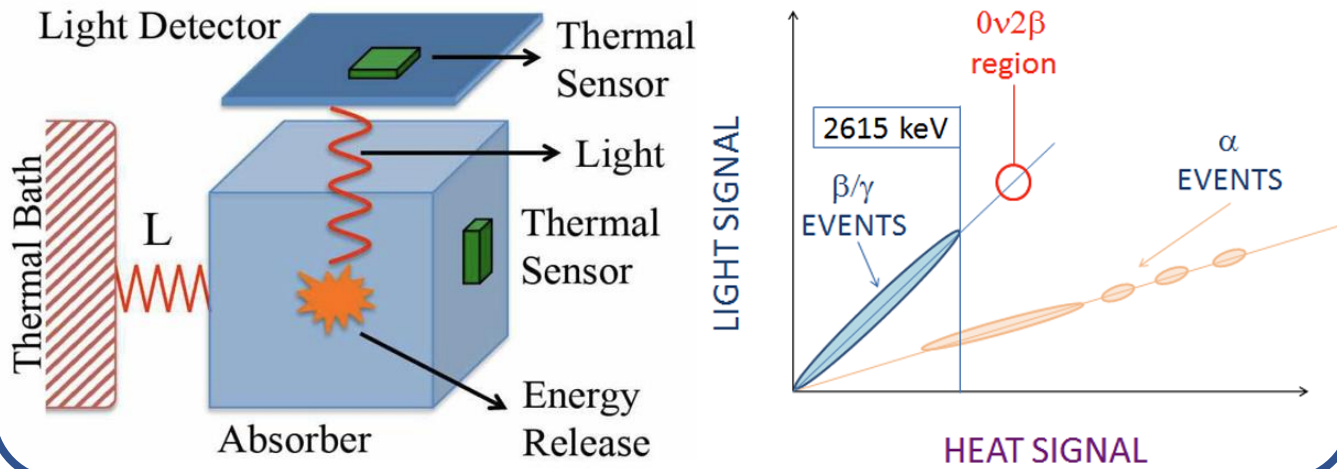 Light Detector
Thermal
Sensor
Light
Thermal
Sensor
Thermal Bath
L
Energy
Release
Absorber
0ν2β
region
2615 keV
LIGHT SIGNAL
β/γ
EVENTS
α
EVENTS
HEAT SIGNAL